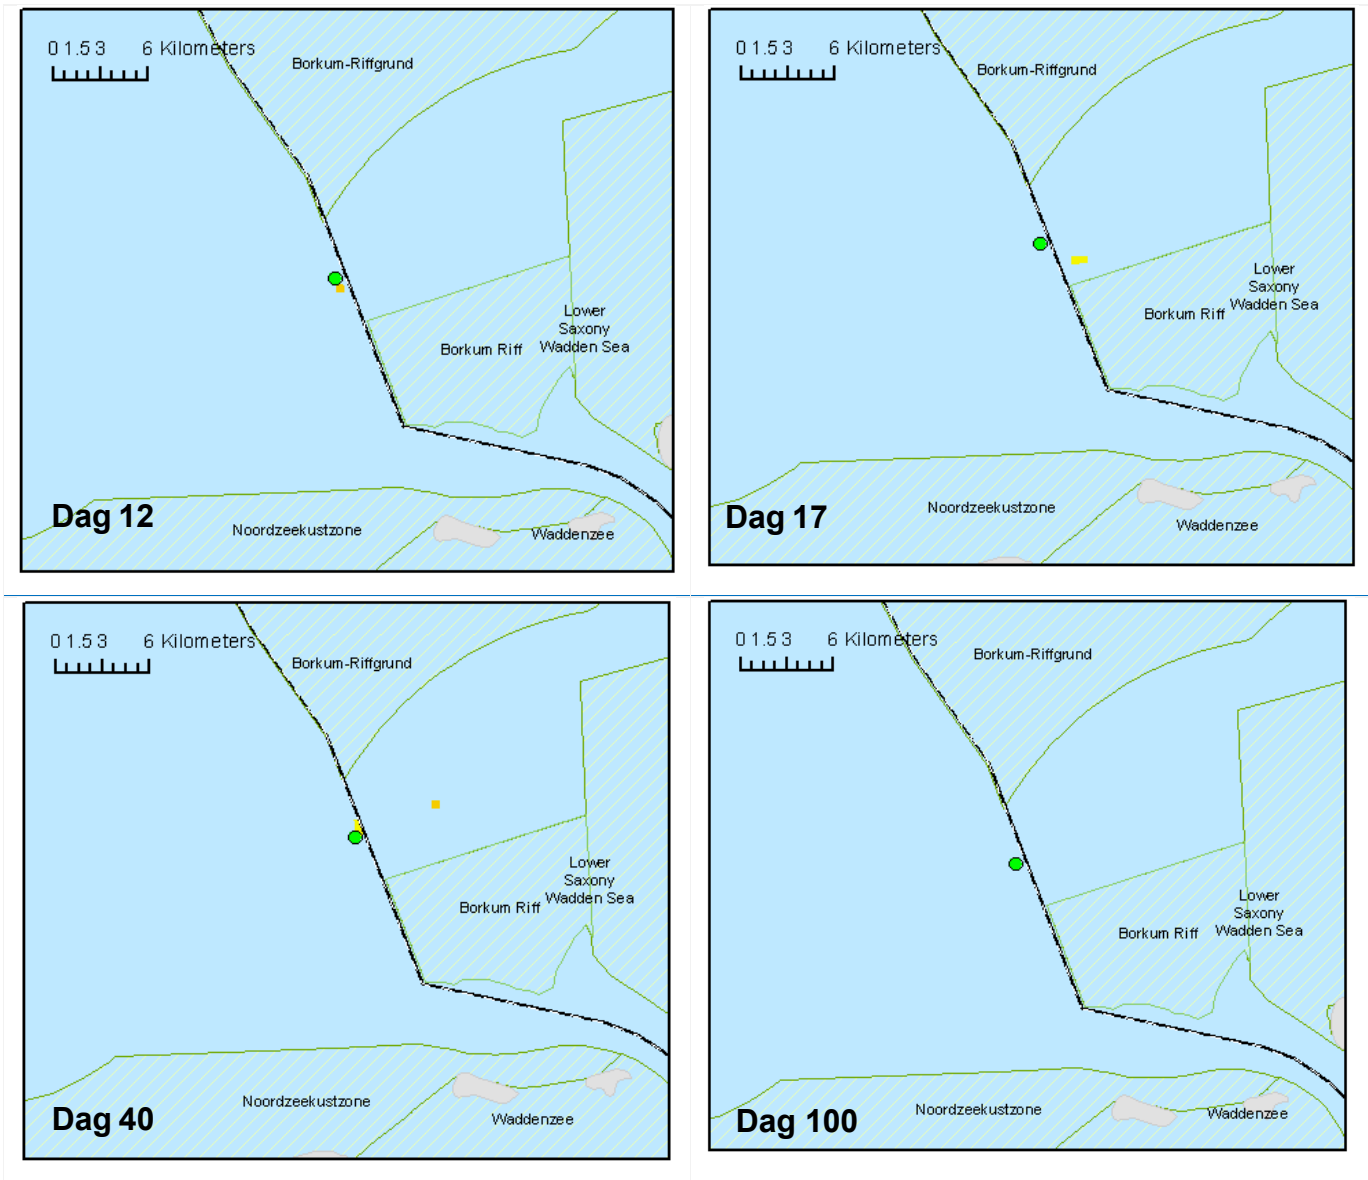 0 1.5 3 6 Kilometers
Borkum-Riffgrund
Lower
Saxony
Wadden Sea
Borkum Riff
Dag 12
Noordzeekustzone
Waddenzee
0 1.5 3 6 Kilometers
Borkum-Riffgrund
Lower
Saxony
Wadden Sea
Borkum Riff
Dag 17
Noordzeekustzone
Waddenzee
0 1.5 3 6 Kilometers
Borkum-Riffgrund
Lower
Saxony
Wadden Sea
Borkum Riff
Dag 40
Noordzeekustzone
Waddenzee
0 1.5 3 6 Kilometers
Borkum-Riffgrund
Lower
Saxony
Wadden Sea
Borkum Riff
Dag 100
Noordzeekustzone
Waddenzee